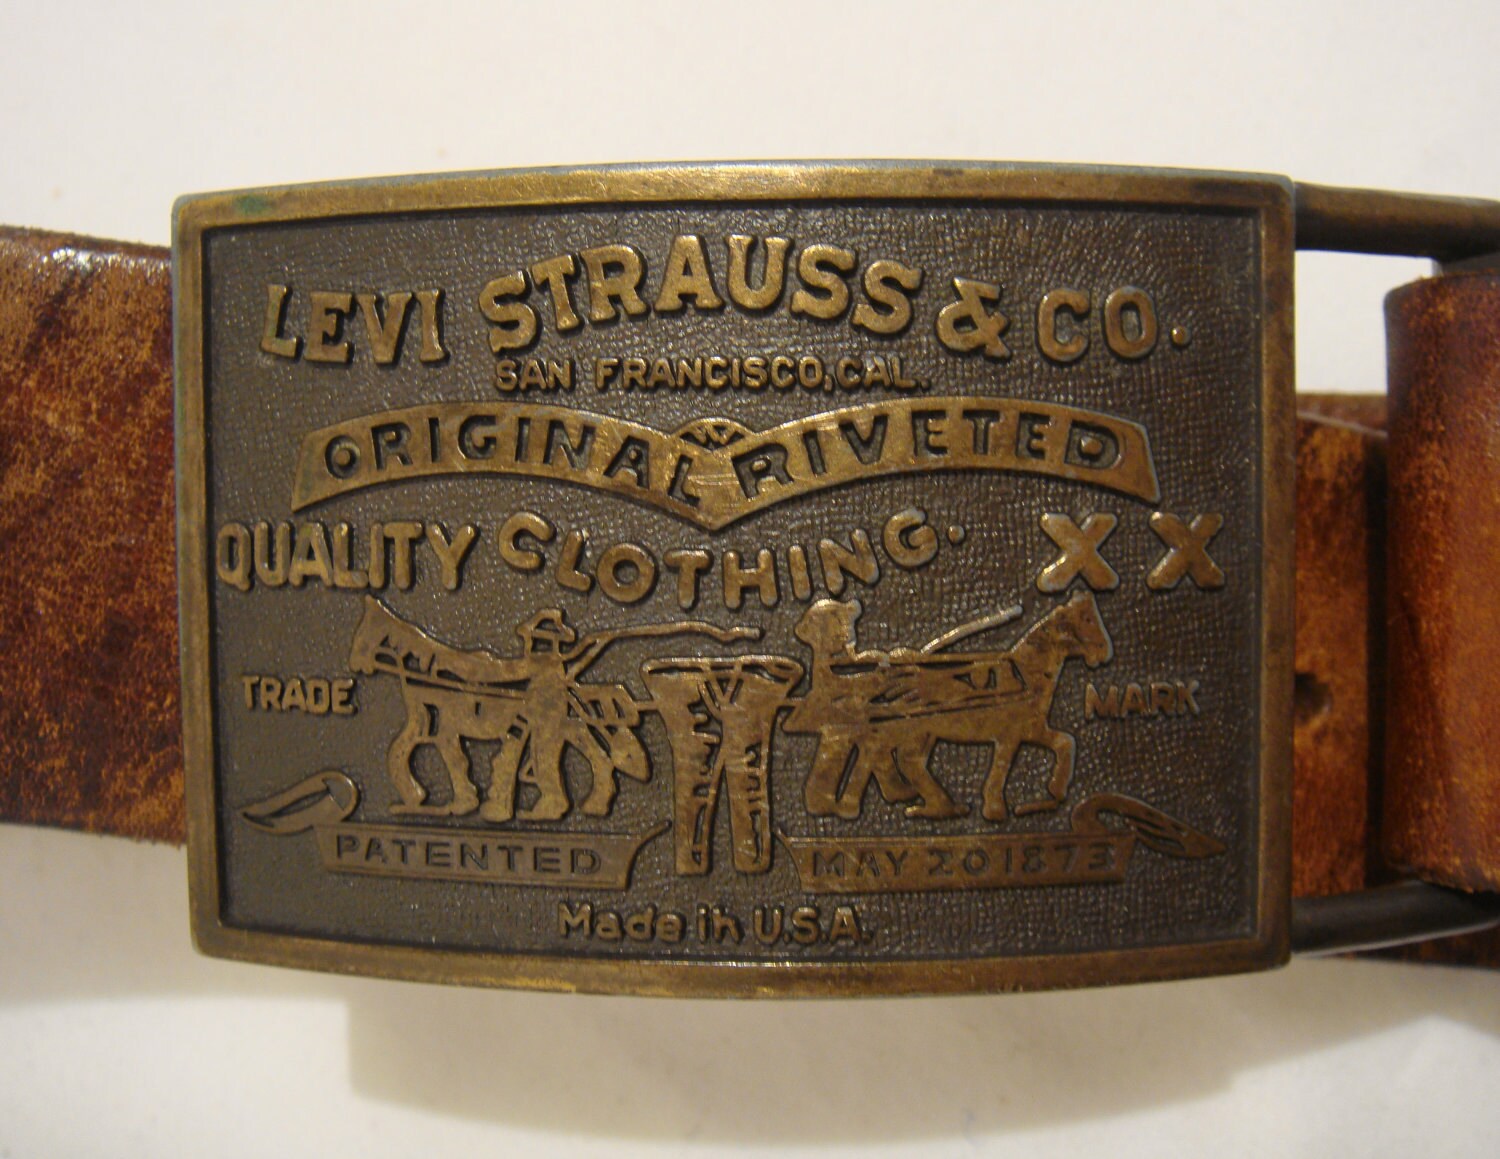 LEVI STRAUSS & CO.
SAN FRANCISCO, CAL.
ORIGINAL RIVETED
QUALITY CLOTHING. XX
TRADE MARK
PATENTED MAY 20 1873
Made in U.S.A.